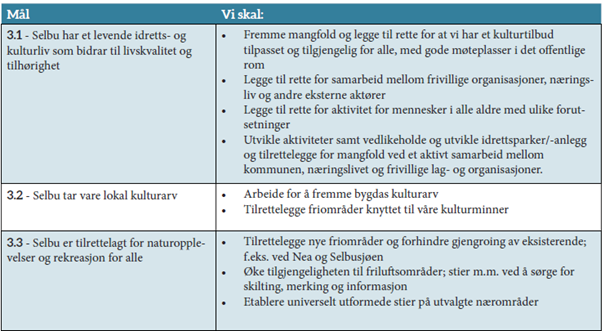 Mål
Vi skal:
3.1 - Selbu har et levende idretts- og
kulturliv som bidrar til livskvalitet og
tilhørighet
• Fremme mangfold og legge til rette for at vi har et kulturtilbud
tilpasset og tilgjengelig for alle, med gode møteplasser i det offentlige
rom
• Legge til rette for samarbeid mellom frivillige organisasjoner, nærings-
liv og andre eksterne aktører
• Legge til rette for aktivitet for mennesker i alle aldre med ulike forut-
setninger
• Utvikle aktiviteter samt vedlikeholde og utvikle idrettsparker/-anlegg
og tilrettelegge for mangfold ved et aktivt samarbeid mellom
kommunen, næringslivet og frivillige lag- og organisasjoner.
3.2 - Selbu tar vare lokal kulturarv
• Arbeide for å fremme bygdas kulturarv
• Tilrettelegge friområder knyttet til våre kulturminner
3.3 - Selbu er tilrettelagt for naturopple-
velser og rekreasjon for alle
• Tilrettelegge nye friområder og forhindre gjengroing av eksisterende;
f.eks. ved Nea og Selbusjøen
• Øke tilgjengeligheten til friluftsområder; stier m.m. ved å sørge for
skilting, merking og informasjon
• Etablere universelt utformede stier på utvalgte nærområder